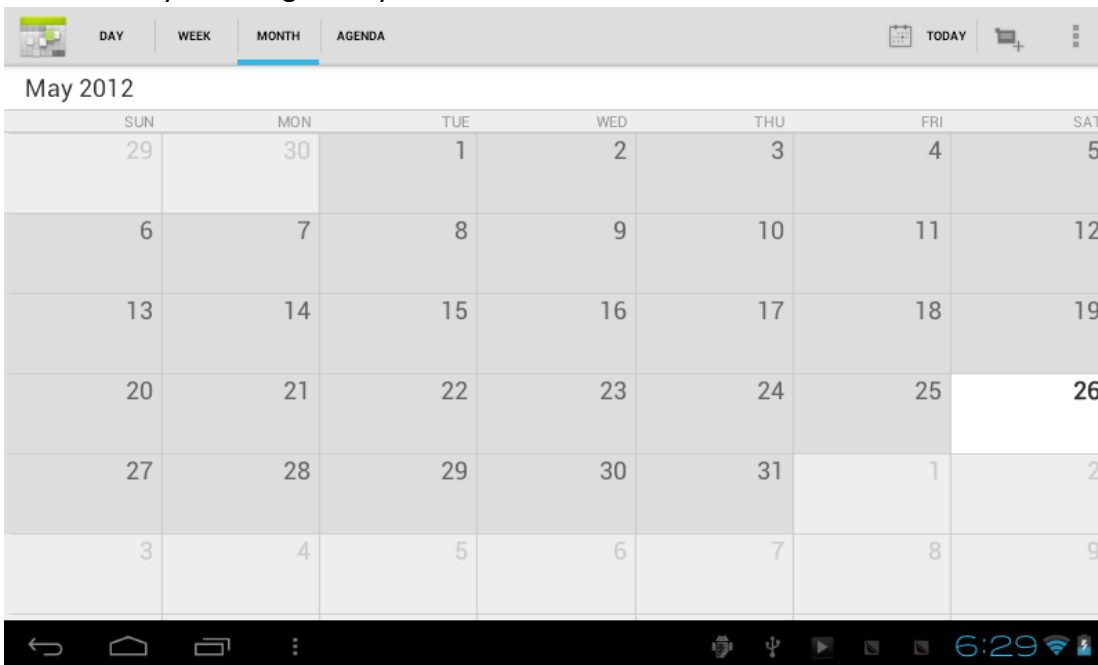 DAY WEEK MONTH AGENDA TODAY
May 2012
SUN MON TUE WED THU FRI SAT
29 30 1 2 3 4 5
6 7 8 9 10 11 12
13 14 15 16 17 18 19
20 21 22 23 24 25 26
27 28 29 30 31 1 2
3 4 5 6 7 8 9
6:29